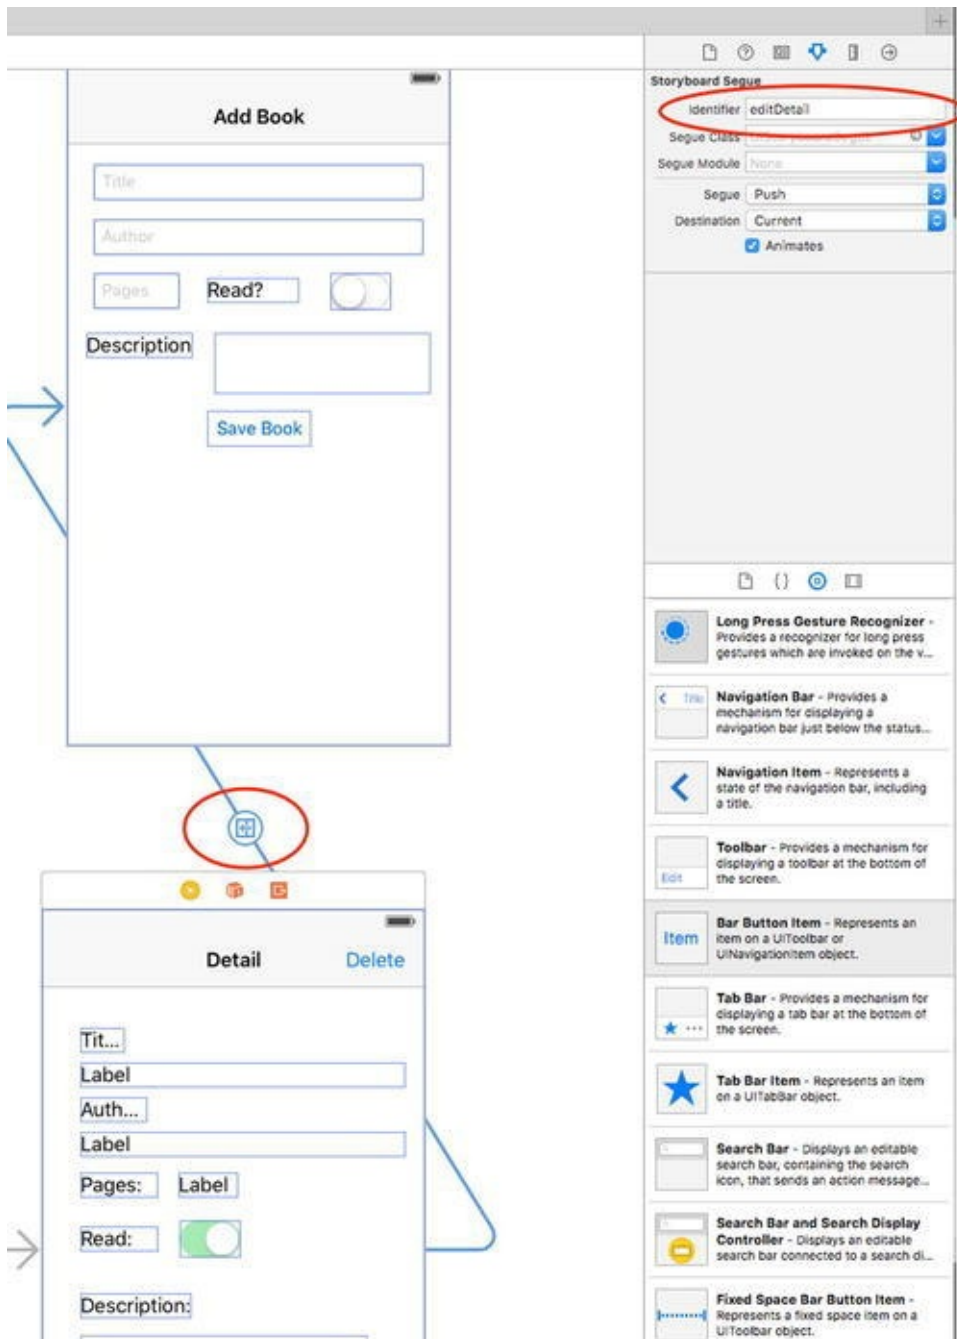 Storyboard Segue
Identifier editDetail
Segue Class
Segue Module None
Segue Push
Destination Current
Animates
Add Book
Title
Author
Pages Read?
Description
Save Book
Detail Delete
Tit...
Label
Auth...
Label
Pages: Label
Read:
Description:
Long Press Gesture Recognizer -
Provides a recognizer for long press
gestures which are invoked on the v...
Title
Navigation Bar - Provides a
mechanism for displaying a
navigation bar just below the status...
Navigation Item - Represents a
state of the navigation bar, including
a title.
Edit
Toolbar - Provides a mechanism for
displaying a toolbar at the bottom of
the screen.
Item
Bar Button Item - Represents an
item on a UIToolbar or
UINavigationItem object.
Tab Bar - Provides a mechanism for
displaying a tab bar at the bottom of
the screen.
Tab Bar Item - Represents an item
on a UITabBar object.
Search Bar - Displays an editable
search bar, containing the search
icon, that sends an action message...
Search Bar and Search Display
Controller - Displays an editable
search bar connected to a search di...
Fixed Space Bar Button Item -
Represents a fixed space item on a
UIToolbar object.